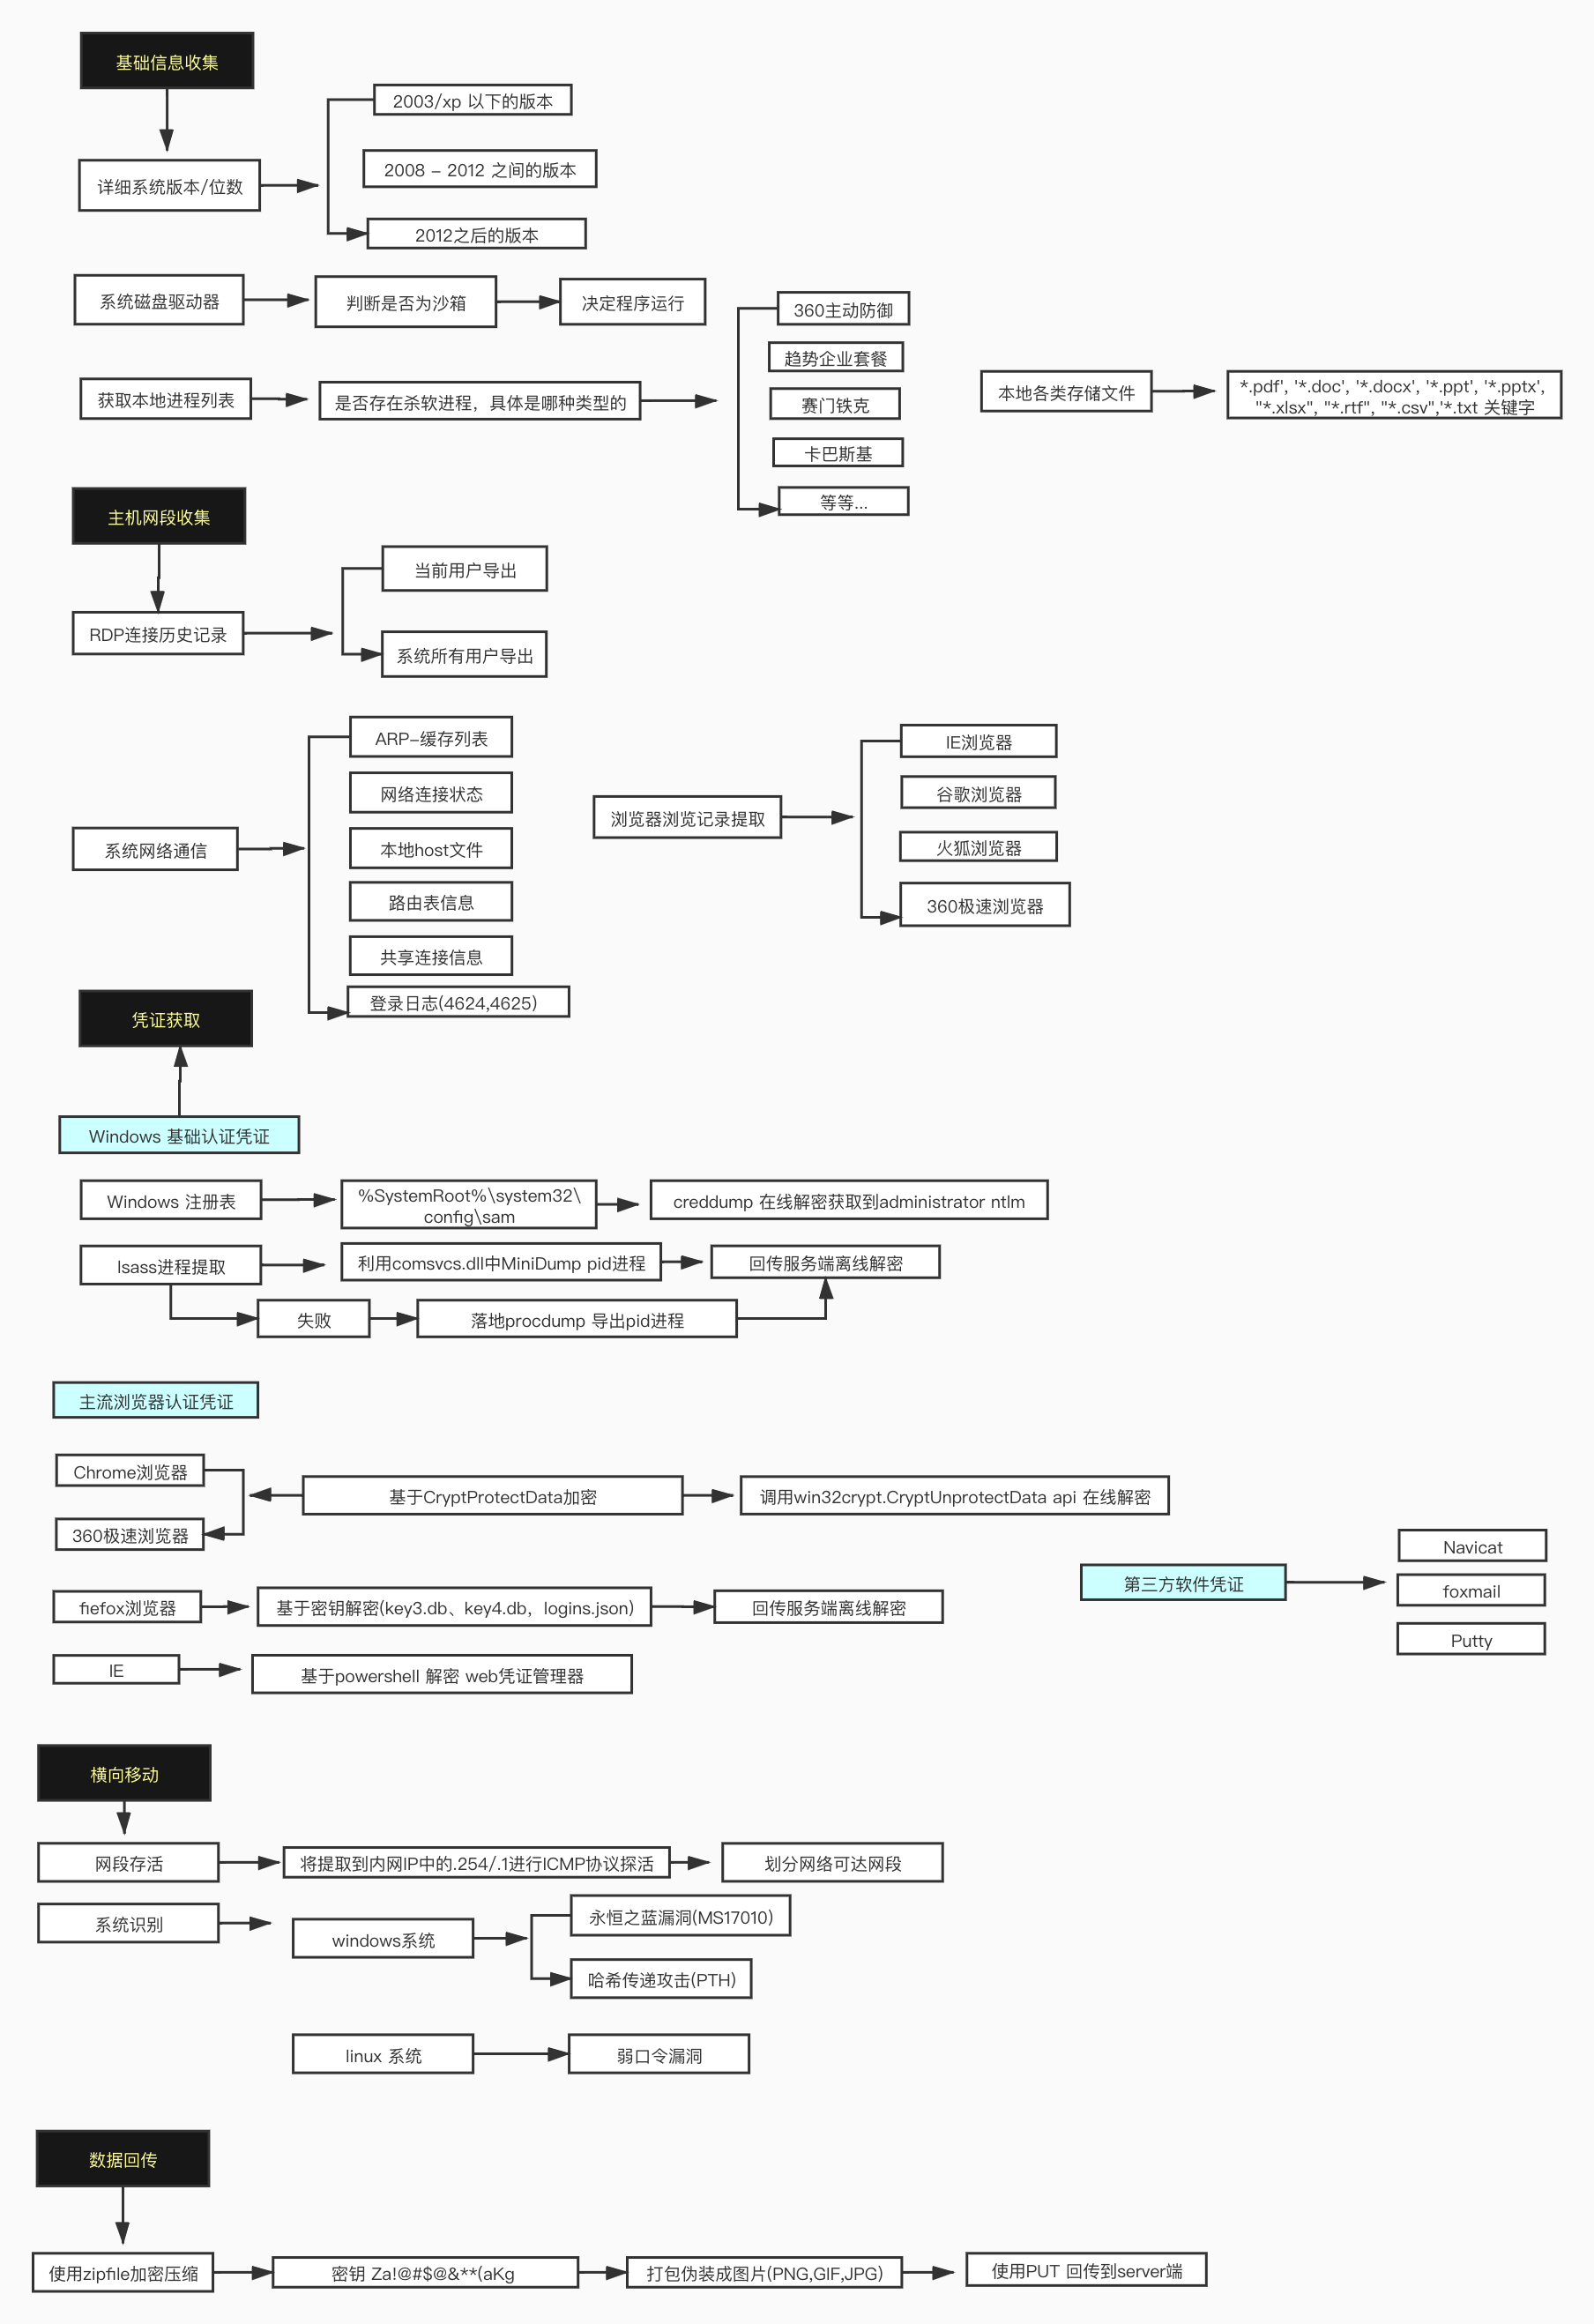 基础信息收集
2003/xp 以下的版本
2008 – 2012 之间的版本
详细系统版本/位数
2012之后的版本
系统磁盘驱动器
判断是否为沙箱
决定程序运行
360主动防御
趋势企业套餐
获取本地进程列表
是否存在杀软进程，具体是哪种类型的
赛门铁克
卡巴斯基
等等...
本地各类存储文件
*.pdf', '*.doc', '*.docx', '*.ppt', '*.pptx',
"*.xlsx", "*.rtf", "*.csv",'*.txt 关键字
主机网段收集
当前用户导出
RDP连接历史记录
系统所有用户导出
ARP–缓存列表
网络连接状态
系统网络通信
本地host文件
路由表信息
共享连接信息
登录日志(4624,4625)
浏览器浏览记录提取
IE浏览器
谷歌浏览器
火狐浏览器
360极速浏览器
凭证获取
Windows 基础认证凭证
Windows 注册表
%SystemRoot%\system32\
config\sam
creddump 在线解密获取到administrator ntlm
lsass进程提取
利用comsvcs.dll中MiniDump pid进程
回传服务端离线解密
失败
落地procdump 导出pid进程
主流浏览器认证凭证
Chrome浏览器
基于CryptProtectData加密
调用win32crypt.CryptUnprotectData api 在线解密
360极速浏览器
fiefox浏览器
基于密钥解密(key3.db、key4.db，logins.json)
回传服务端离线解密
IE
基于powershell 解密 web凭证管理器
第三方软件凭证
Navicat
foxmail
Putty
横向移动
网段存活
将提取到内网IP中的.254/.1进行ICMP协议探活
划分网络可达网段
系统识别
windows系统
永恒之蓝漏洞(MS17010)
哈希传递攻击(PTH)
linux 系统
弱口令漏洞
数据回传
使用zipfile加密压缩
密钥 Za!@#$@&**(aKg
打包伪装成图片(PNG,GIF,JPG)
使用PUT 回传到server端